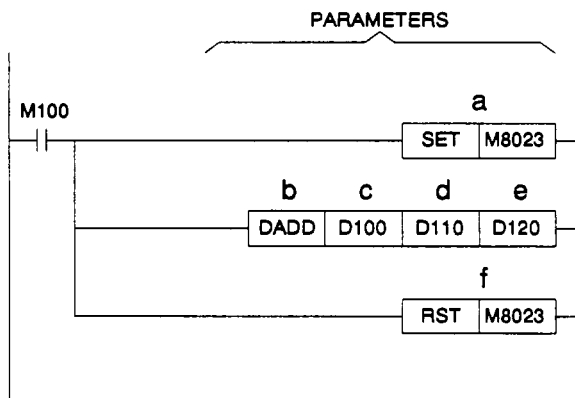 PARAMETERS
M100
a
SET M8023
b c d e
DADD D100 D110 D120
f
RST M8023